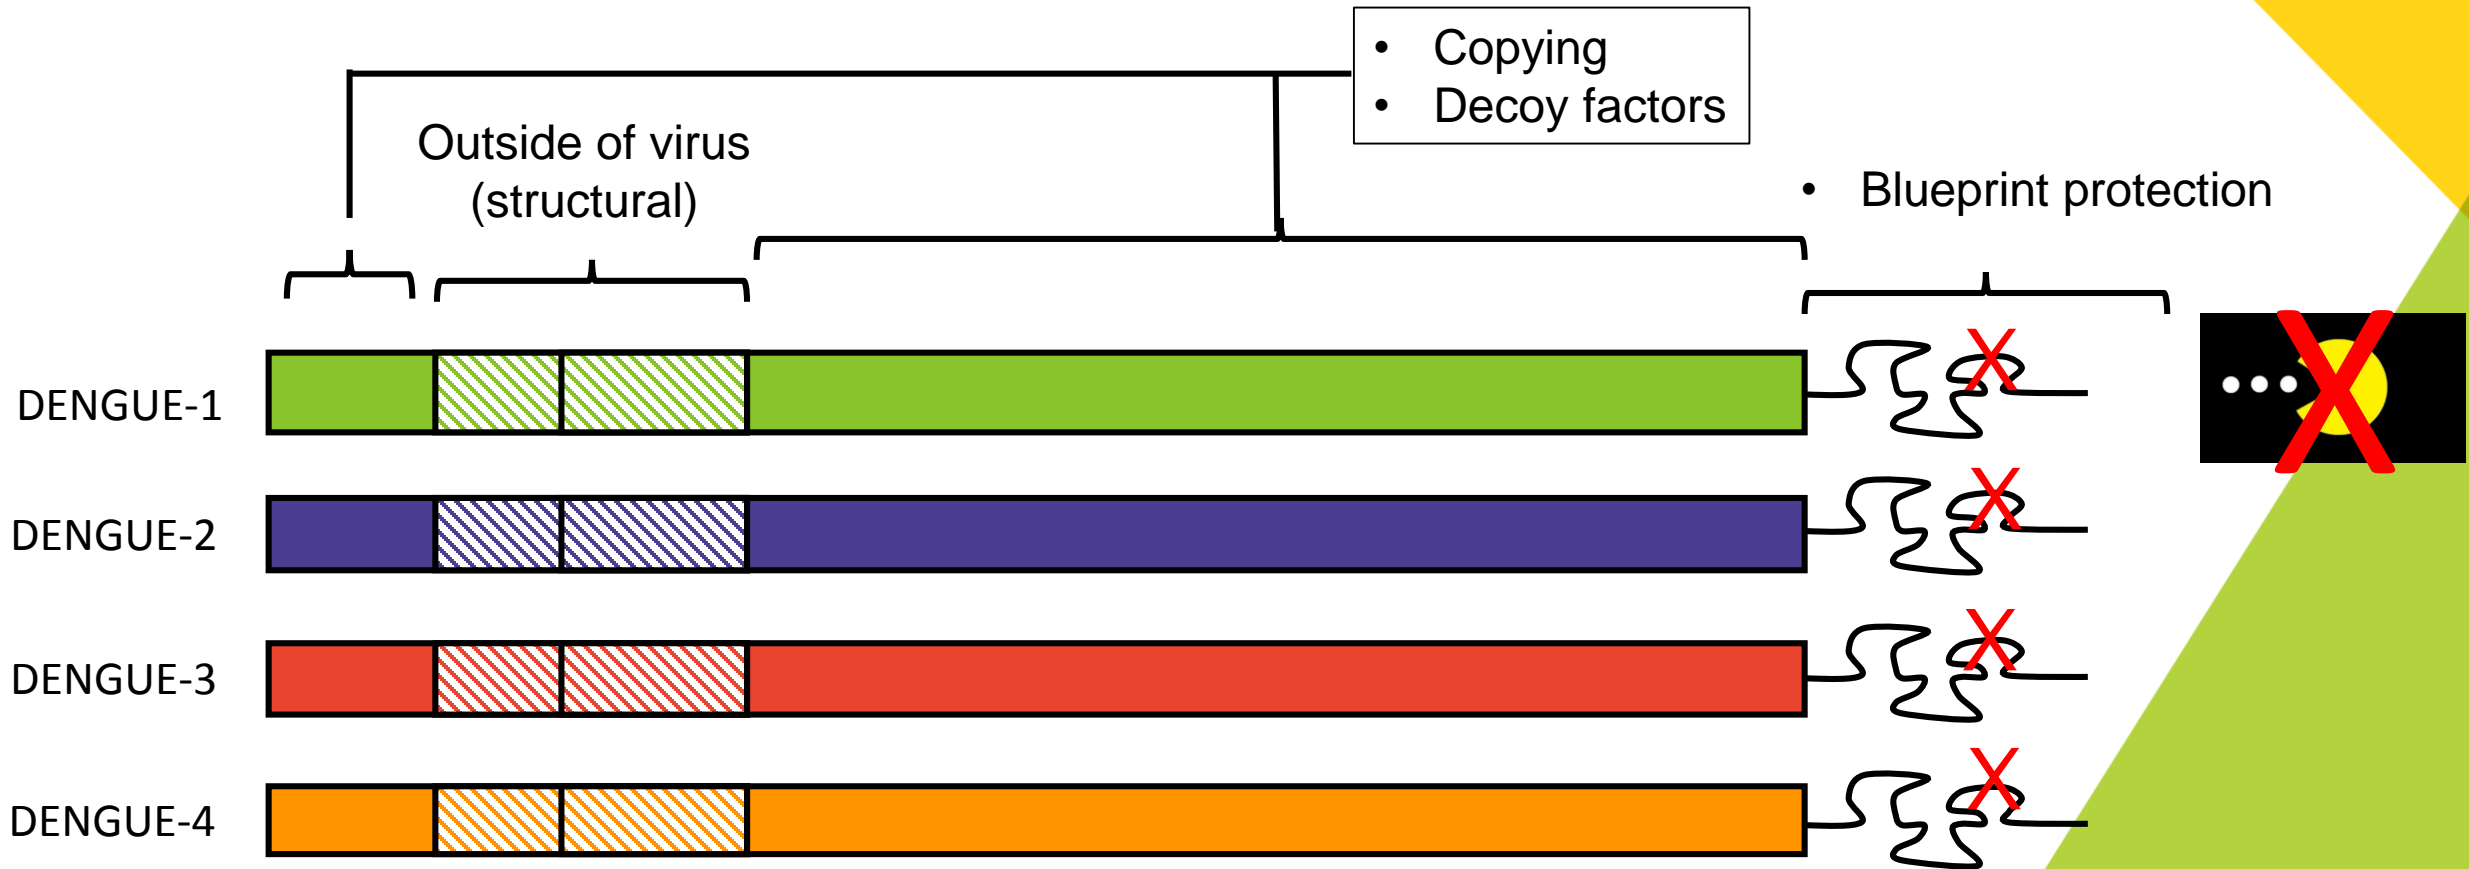 • Copying
• Decoy factors
Outside of virus
(structural)
• Blueprint protection
DENGUE-1
DENGUE-2
DENGUE-3
DENGUE-4